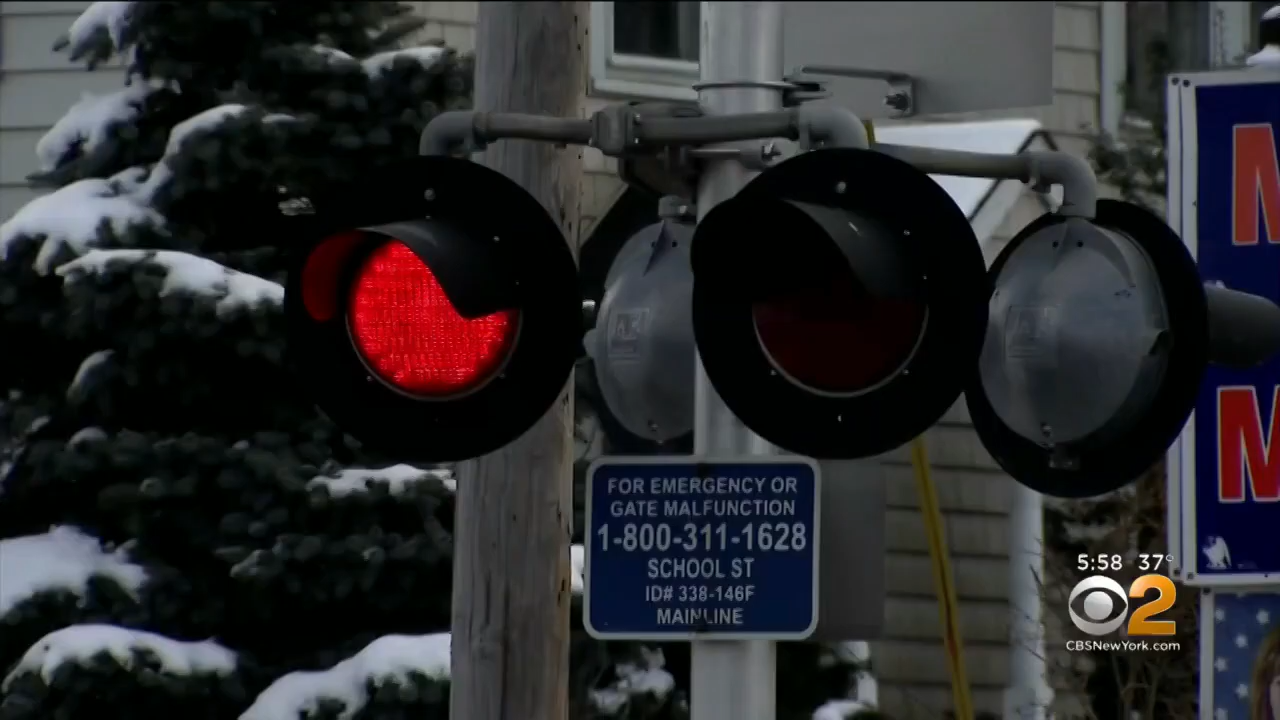 FOR EMERGENCY OR
GATE MALFUNCTION
1-800-311-1628
SCHOOL ST
ID# 338-146F
MAINLINE
M
M
5:58 37°
2
CBSNewYork.com